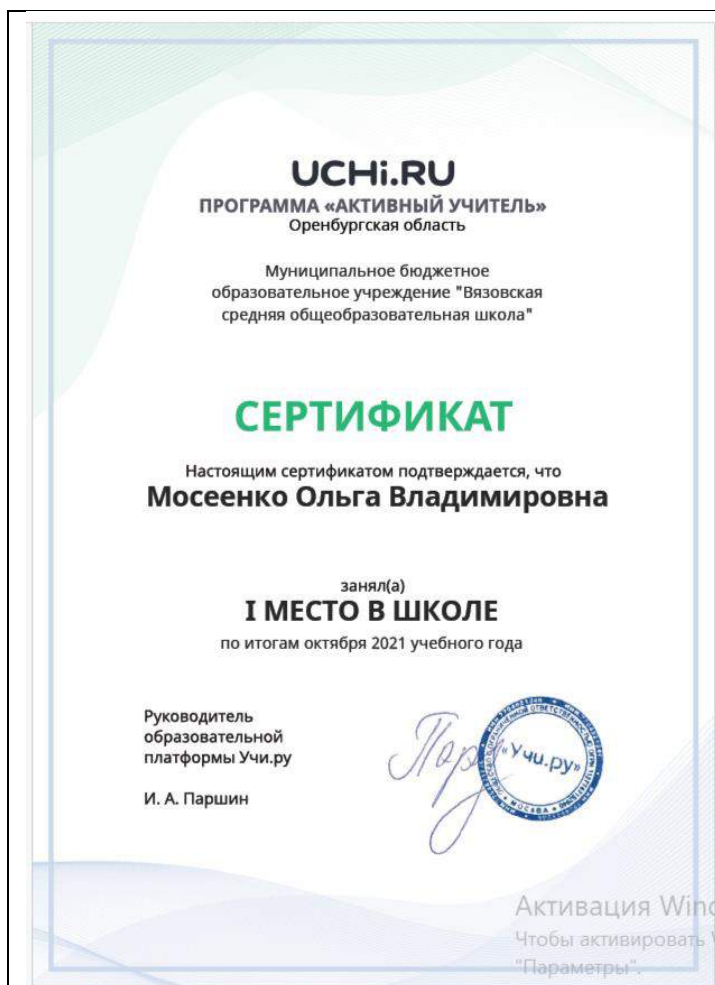 UCHi.RU
ПРОГРАММА «АКТИВНЫЙ УЧИТЕЛЬ»
Оренбургская область
Муниципальное бюджетное
образовательное учреждение "Вязовская
средняя общеобразовательная школа"
СЕРТИФИКАТ
Настоящим сертификатом подтверждается, что
Мосеенко Ольга Владимировна
занял(а)
I МЕСТО В ШКОЛЕ
по итогам октября 2021 учебного года
Руководитель
образовательной
платформы Учи.ру
И. А. Паршин
«Учи.ру»
МОСКВА
Активация Wind
Чтобы активировать
"Параметры".